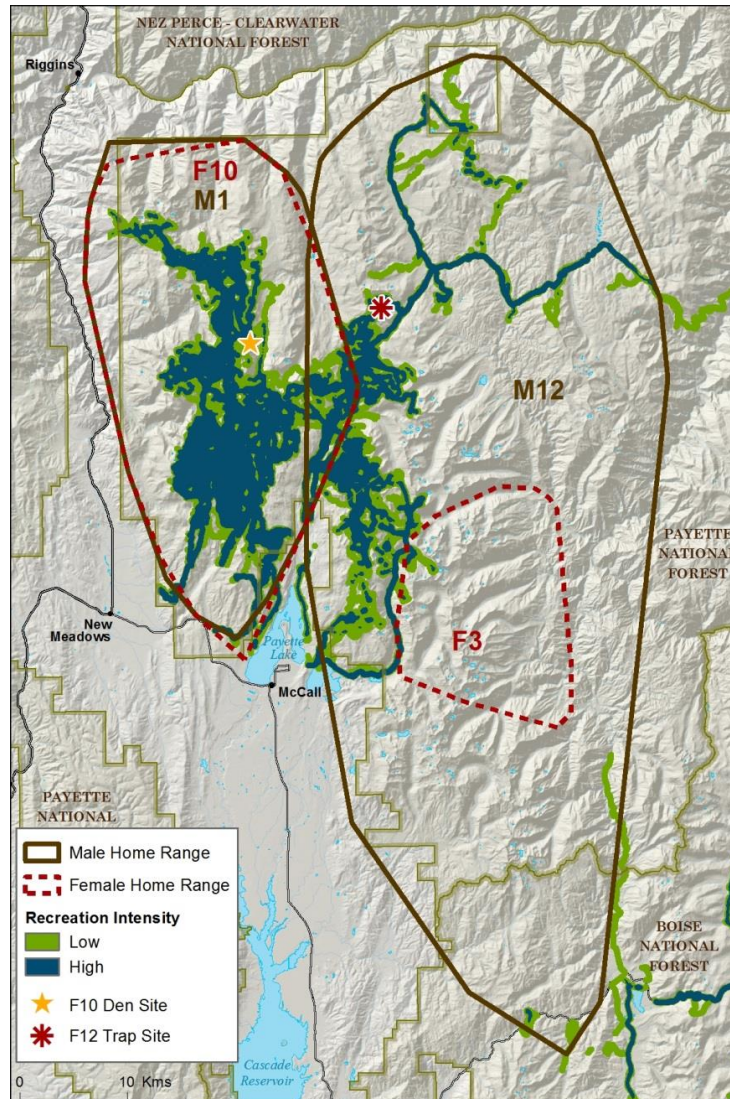 NEZ PERCE - CLEARWATER
NATIONAL FOREST
Riggins
F10
M1
M12
PAYETTE
NATIONAL
FOREST
New
Meadows
Payette
Lake
F3
McCall
PAYETTE
NATIONAL
Male Home Range
Female Home Range
Recreation Intensity
Low
High
F10 Den Site
F12 Trap Site
BOISE
NATIONAL
FOREST
Cascade
Reservoir
0 10 Kms